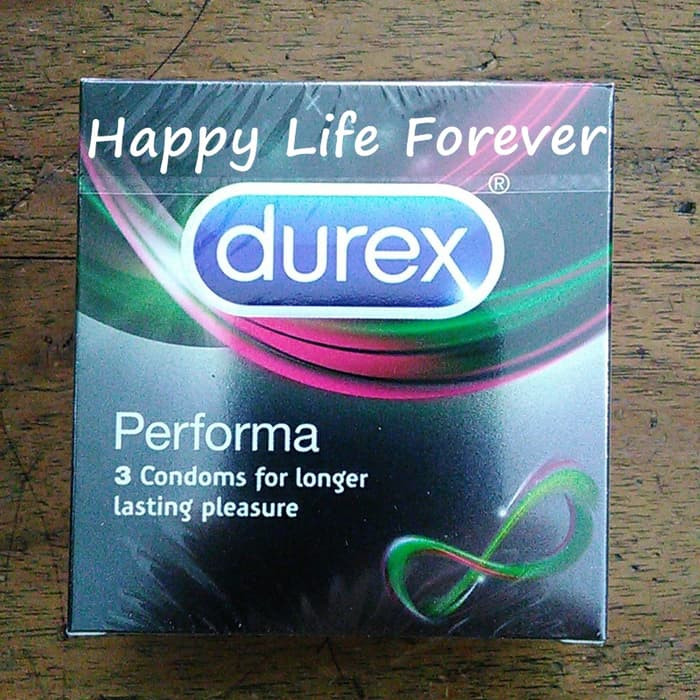 Happy Life Forever
durex®
Performa
3 Condoms for longer
lasting pleasure